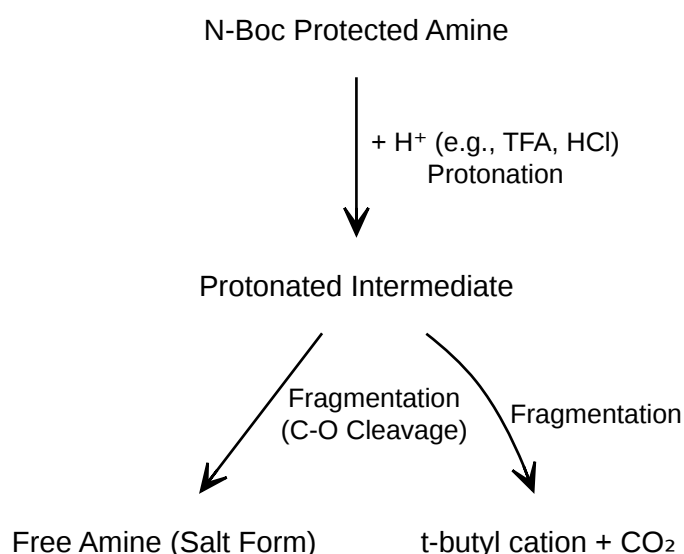 N-Boc Protected Amine
+ H⁺ (e.g., TFA, HCl)
Protonation
Protonated Intermediate
Fragmentation
(C-O Cleavage)
Fragmentation
Free Amine (Salt Form)
t-butyl cation + CO₂